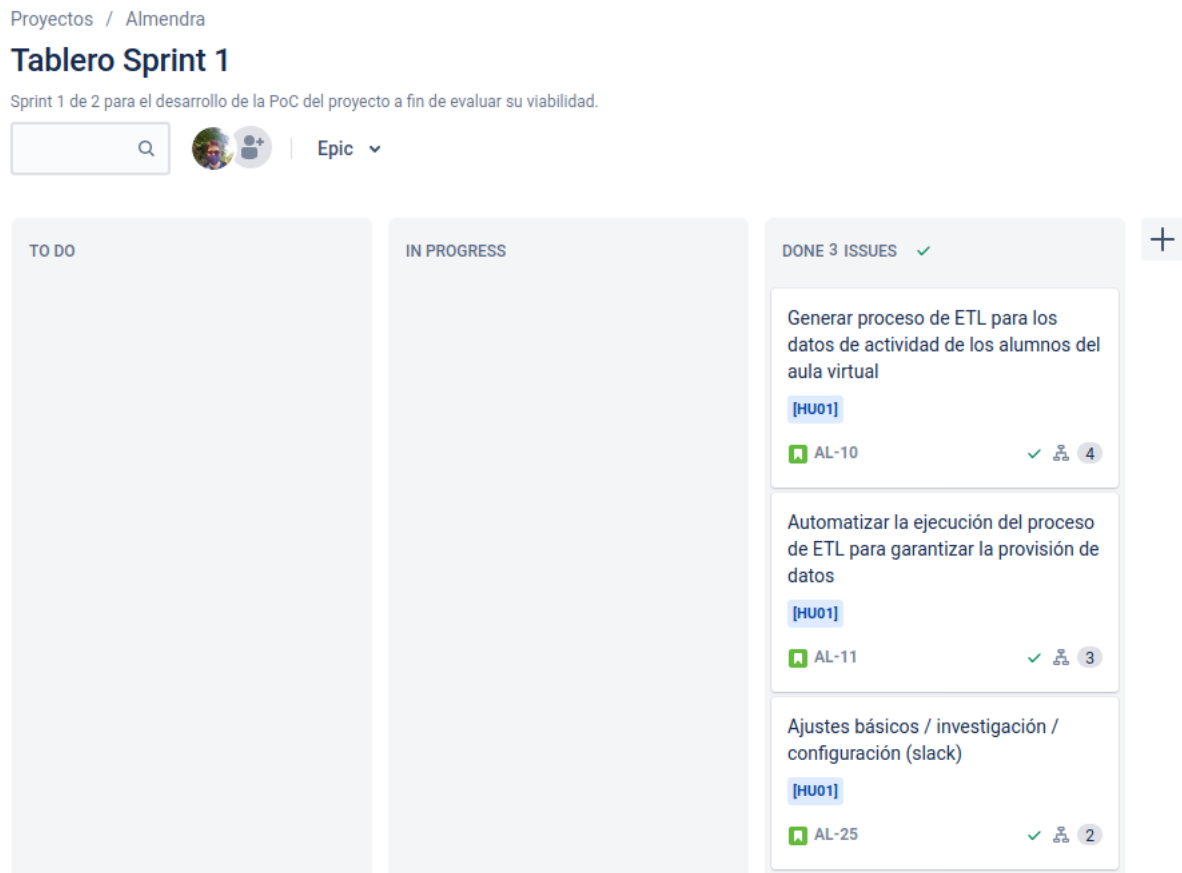 Proyectos / Almendra
Tablero Sprint 1
Sprint 1 de 2 para el desarrollo de la PoC del proyecto a fin de evaluar su viabilidad.
Epic
TO DO
IN PROGRESS
DONE 3 ISSUES
Generar proceso de ETL para los
datos de actividad de los alumnos del
aula virtual
[HU01]
AL-10 4
Automatizar la ejecución del proceso
de ETL para garantizar la provisión de
datos
[HU01]
AL-11 3
Ajustes básicos / investigación /
configuración (slack)
[HU01]
AL-25 2